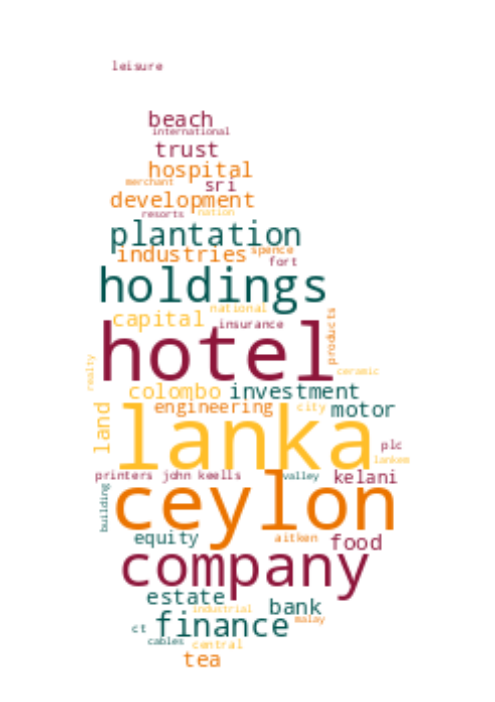 leisure
beach
international
trust
hospital
merchant
sri
development
resorts
nation
plantation
industries
spence
fort
holdings
national
capital
insurance
products
hotel
realty
ceramic
colombo
investment
land
engineering
city
motor
lanka
plc
lankem
printers
john keells
valley
kelani
building
ceylon
equity
aitken
food
company
estate
industrial
bank
malay
ct
finance
cables
central
tea